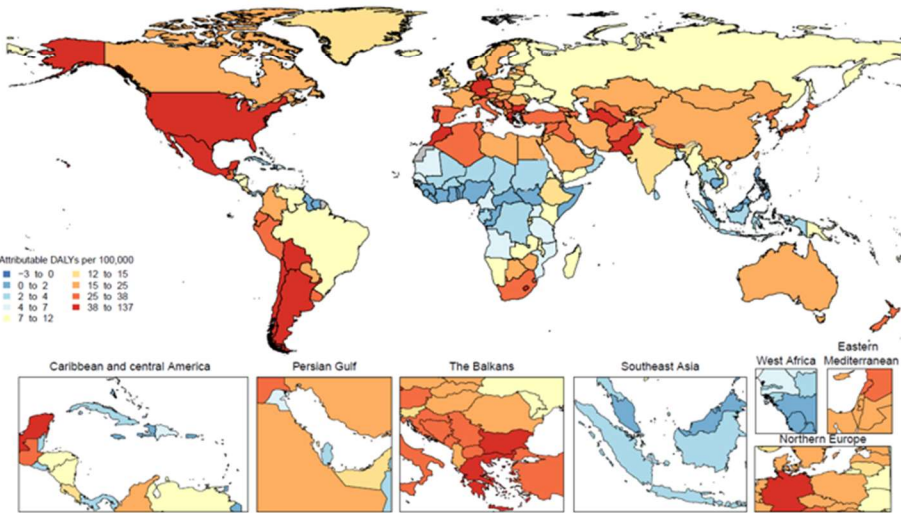 Attributable DALYs per 100,000
−3 to 0
0 to 2
2 to 4
4 to 7
7 to 12
12 to 15
15 to 25
25 to 38
38 to 137
Caribbean and central America
Persian Gulf
The Balkans
Southeast Asia
West Africa
Eastern
Mediterranean
Northern Europe